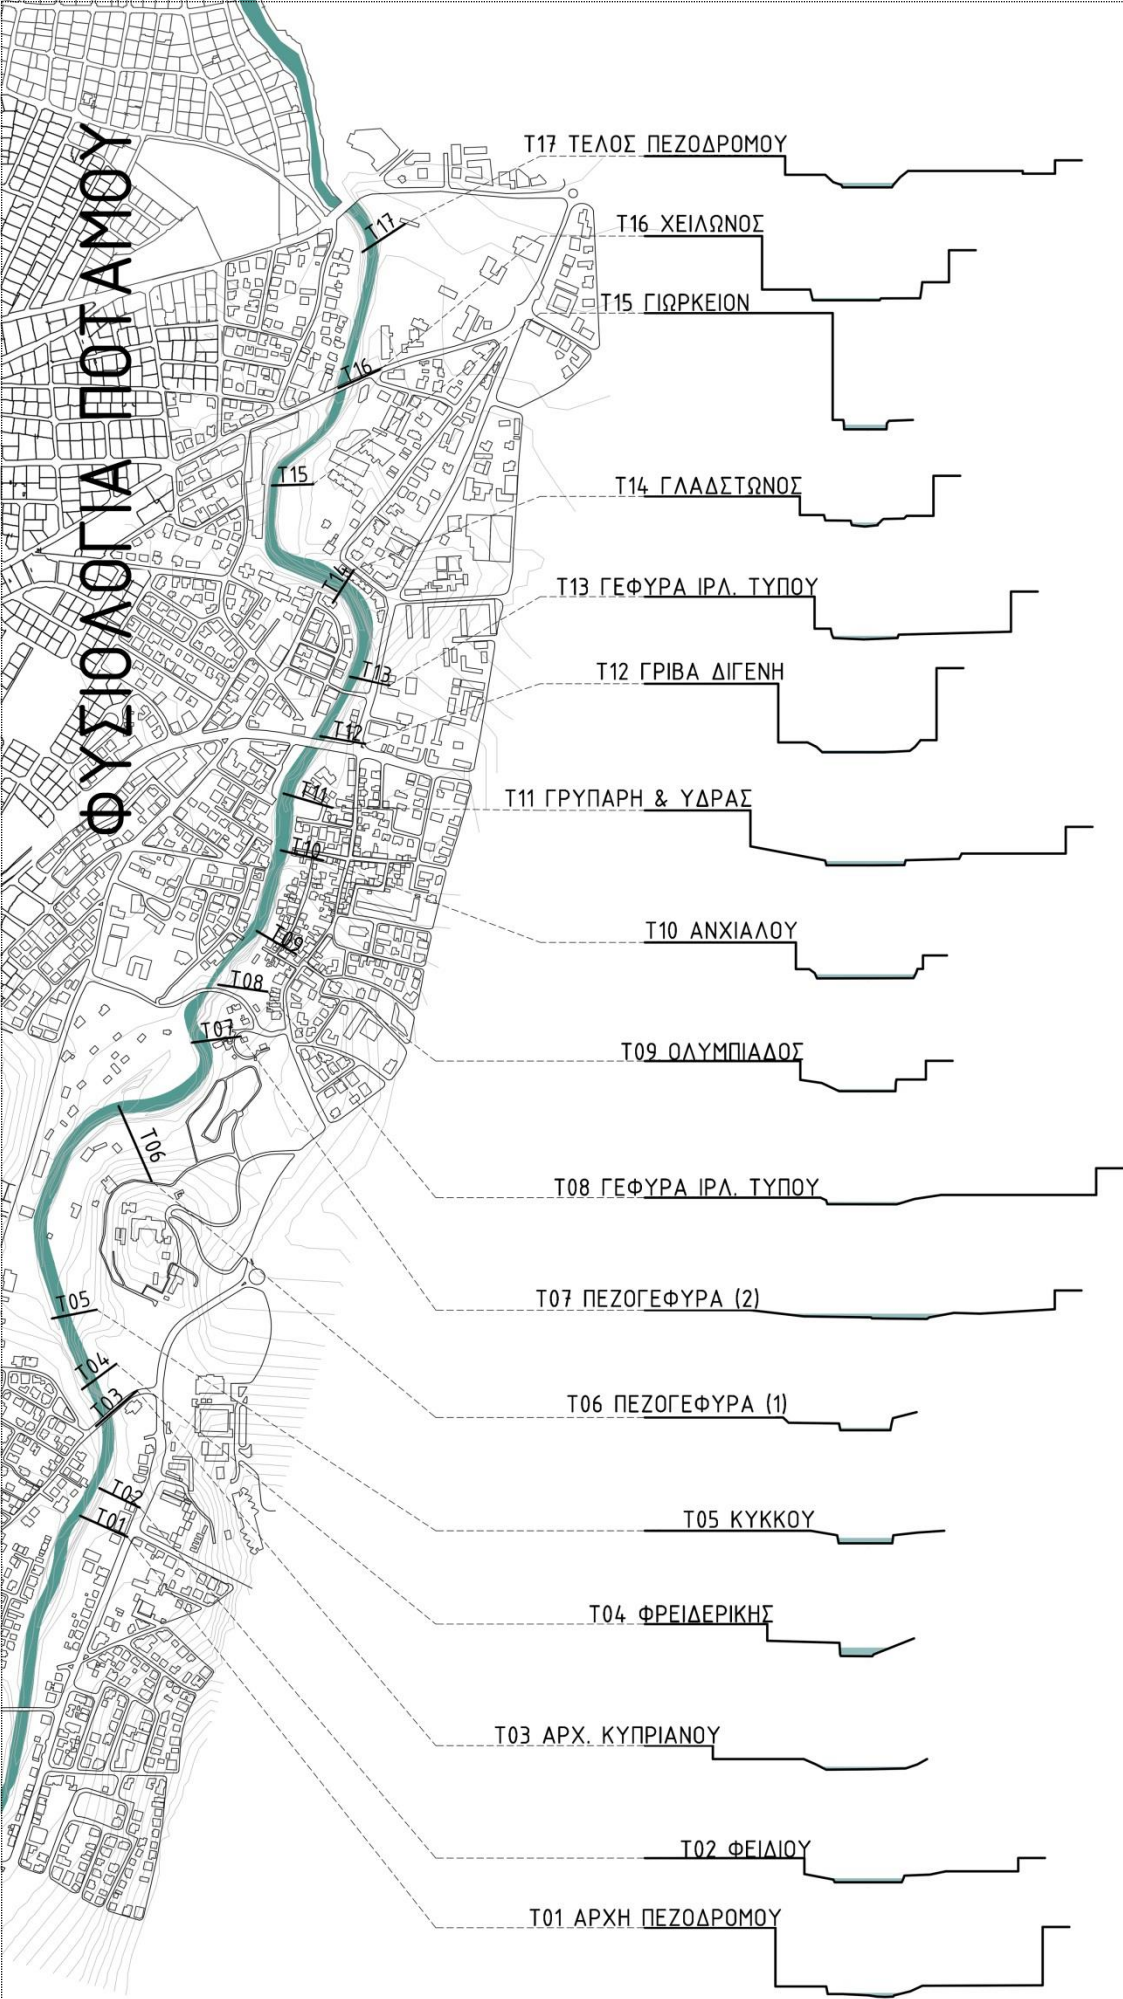 ΦΥΣΙΟΛΟΓΙΑ ΠΟΤΑΜΟΥ
T17 ΤΕΛΟΣ ΠΕΖΟΔΡΟΜΟΥ
T16 ΧΕΙΛΩΝΟΣ
T15 ΓΙΩΡΚΕΙΟΝ
T14 ΓΛΑΔΣΤΩΝΟΣ
T13 ΓΕΦΥΡΑ ΙΡΛ. ΤΥΠΟΥ
T12 ΓΡΙΒΑ ΔΙΓΕΝΗ
T11 ΓΡΥΠΑΡΗ & ΥΔΡΑΣ
T10 ΑΝΧΙΑΛΟΥ
T09 ΟΛΥΜΠΙΑΔΟΣ
T08 ΓΕΦΥΡΑ ΙΡΛ. ΤΥΠΟΥ
T07 ΠΕΖΟΓΕΦΥΡΑ (2)
T06 ΠΕΖΟΓΕΦΥΡΑ (1)
T05 ΚΥΚΚΟΥ
T04 ΦΡΕΙΔΕΡΙΚΗΣ
T03 ΑΡΧ. ΚΥΠΡΙΑΝΟΥ
T02 ΦΕΙΔΙΟΥ
T01 ΑΡΧΗ ΠΕΖΟΔΡΟΜΟΥ
T17
T16
T15
T14
T13
T12
T11
T10
T09
T08
T07
T06
T05
T04
T03
T02
T01